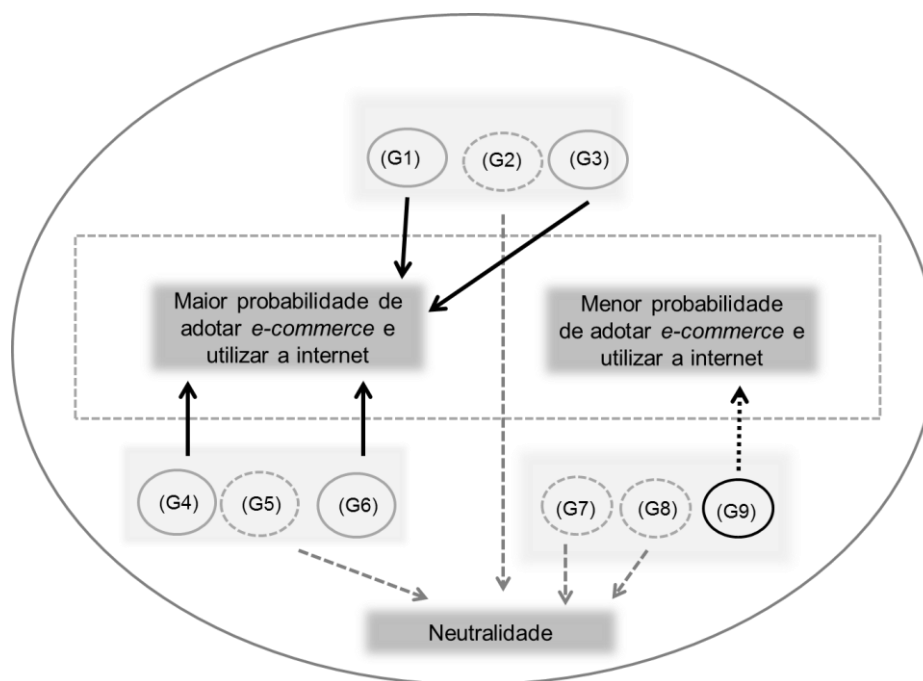 (G1) (G2) (G3)
Maior probabilidade de
adotar e-commerce e
utilizar a internet
Menor probabilidade
de adotar e-commerce e
utilizar a internet
(G4) (G5) (G6)
(G7) (G8) (G9)
Neutralidade